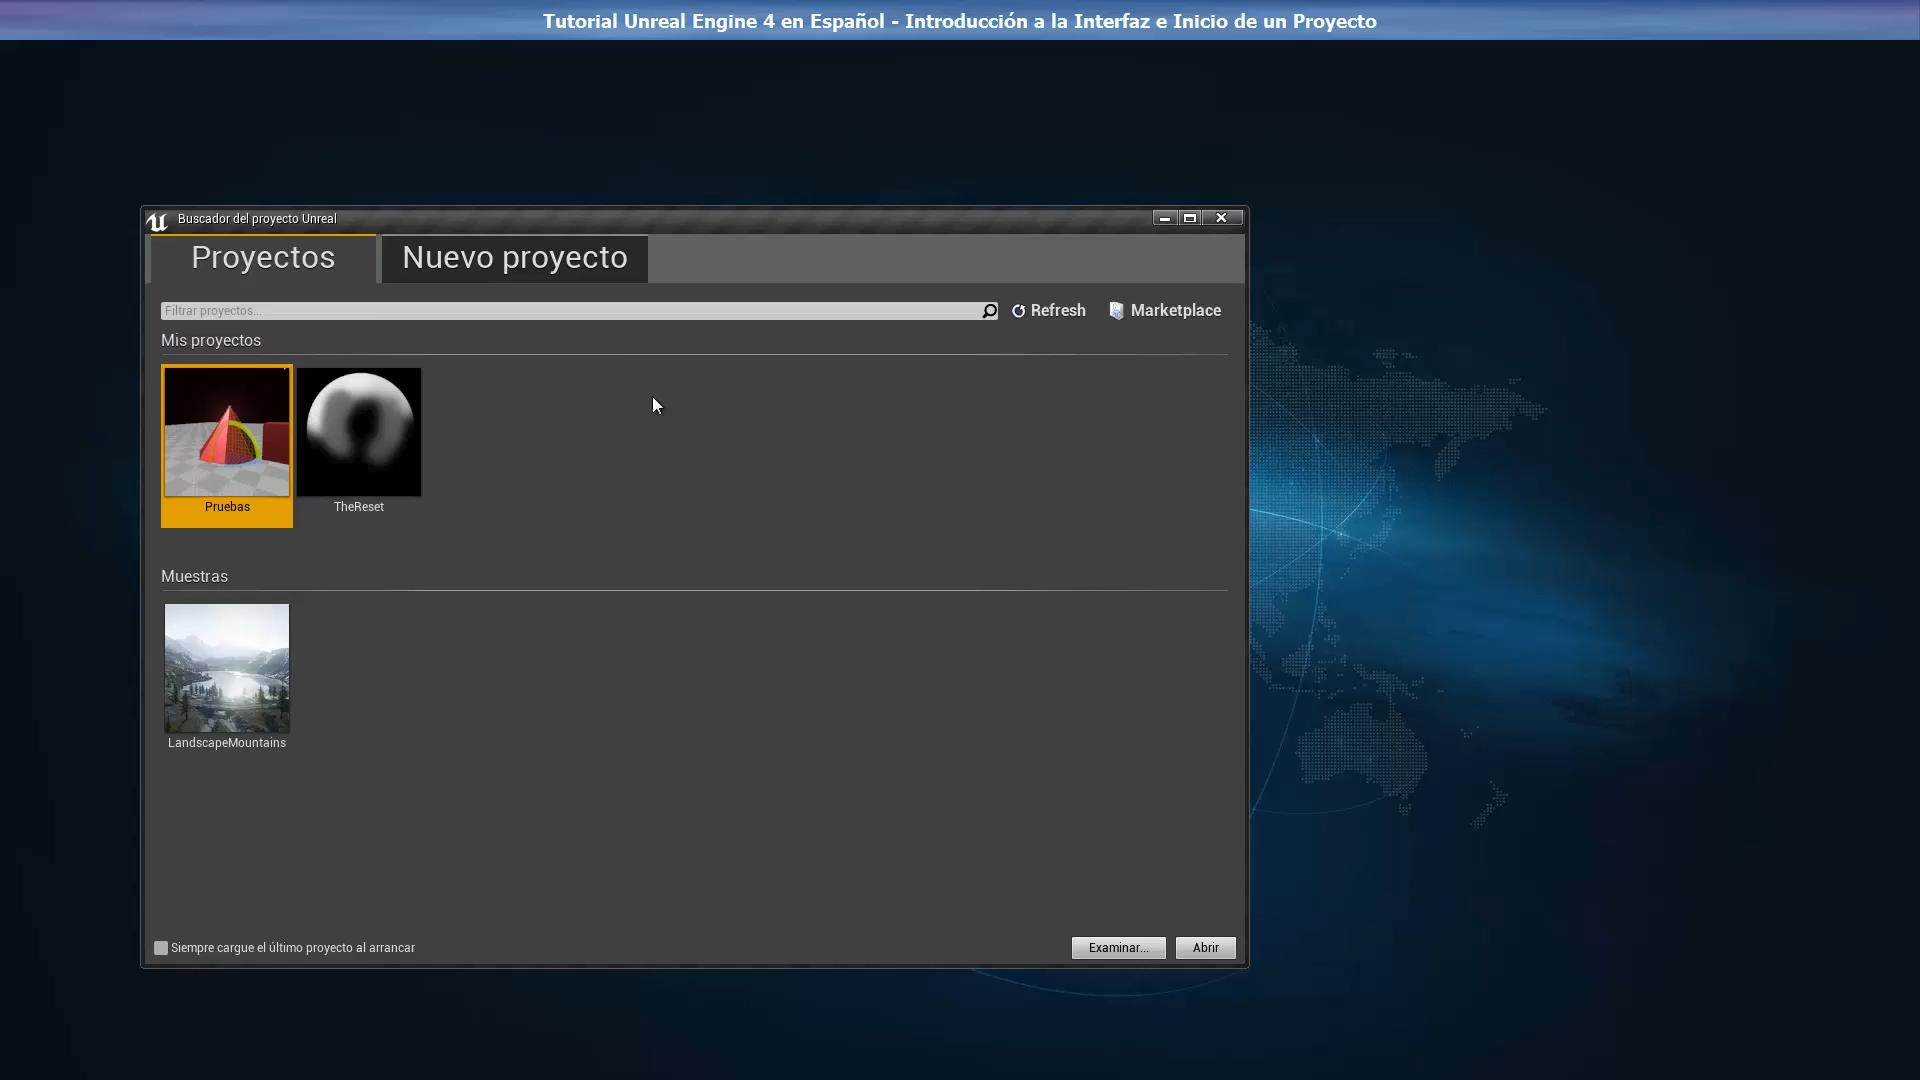 Tutorial Unreal Engine 4 en Español - Introducción a la Interfaz e Inicio de un Proyecto
Buscador del proyecto Unreal
Proyectos
Nuevo proyecto
Filtrar proyectos...
Refresh
Marketplace
Mis proyectos
Pruebas
TheReset
Muestras
LandscapeMountains
Siempre cargue el último proyecto al arrancar
Examinar...
Abrir